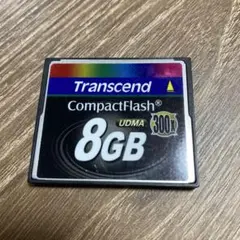 Transcend
CompactFlash®
UDMA 300X
8GB